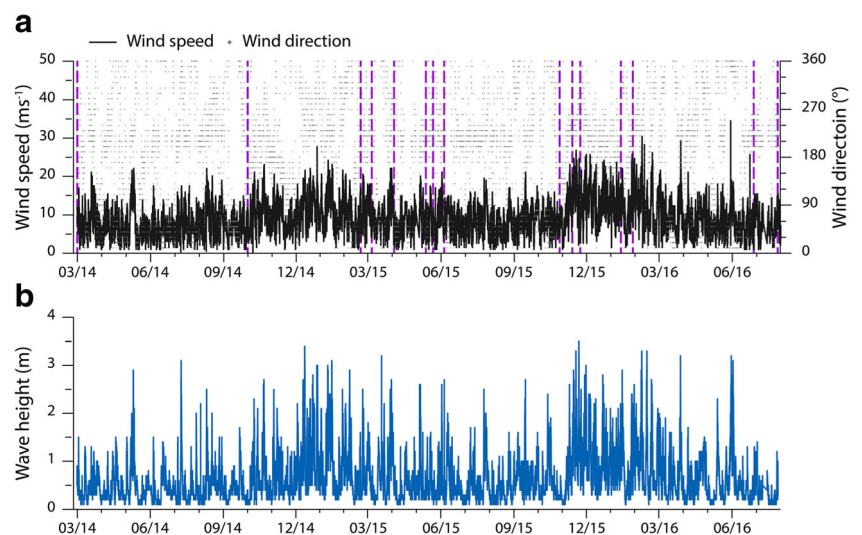 a
Wind speed Wind direction
50 360
40
270
30
180
20
90
10
0 0
Wind speed (ms⁻¹)
Wind directoin (°)
03/14 06/14 09/14 12/14 03/15 06/15 09/15 12/15 03/16 06/16
b
4
3
2
1
0
Wave height (m)
03/14 06/14 09/14 12/14 03/15 06/15 09/15 12/15 03/16 06/16